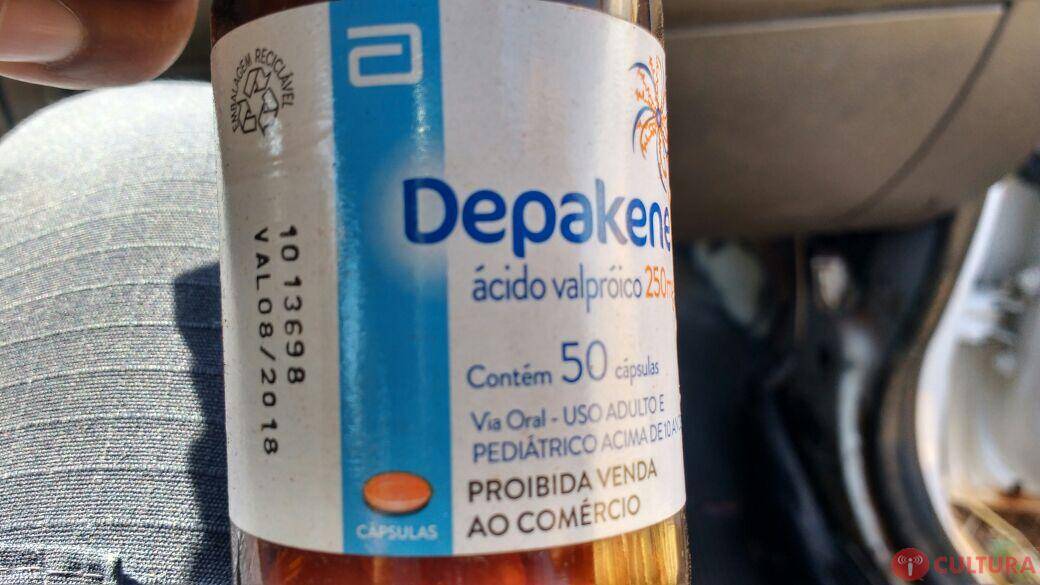 EMBALAGEM RECICLÁVEL
10 13698
VAL08/2018
Depakene
ácido valpróico 250m
Contém 50 cápsulas
Via Oral - USO ADULTO E
PEDIÁTRICO ACIMA DE 10 A
PROIBIDA VENDA
AO COMÉRCIO
CÁPSULAS
CULTURA